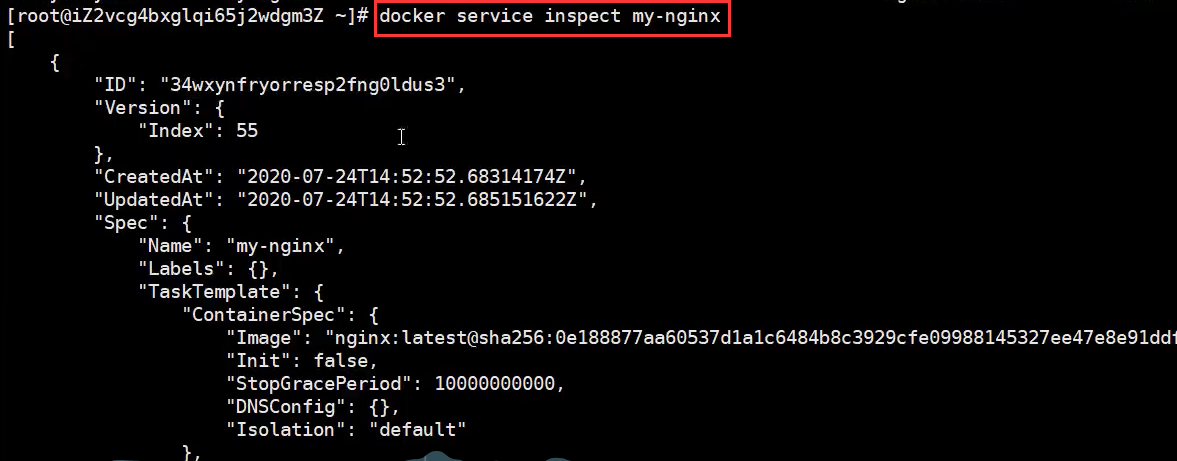 [root@iZ2vcg4bxglqi65j2wdgm3Z ~]# docker service inspect my-nginx
[
    {
        "ID": "34wxynfryorresp2fng0ldus3",
        "Version": {
            "Index": 55
        },
        "CreatedAt": "2020-07-24T14:52:52.68314174Z",
        "UpdatedAt": "2020-07-24T14:52:52.685151622Z",
        "Spec": {
            "Name": "my-nginx",
            "Labels": {},
            "TaskTemplate": {
                "ContainerSpec": {
                    "Image": "nginx:latest@sha256:0e188877aa60537d1a1c6484b8c3929cfe09988145327ee47e8e91ddf
                    "Init": false,
                    "StopGracePeriod": 10000000000,
                    "DNSConfig": {},
                    "Isolation": "default"
                },